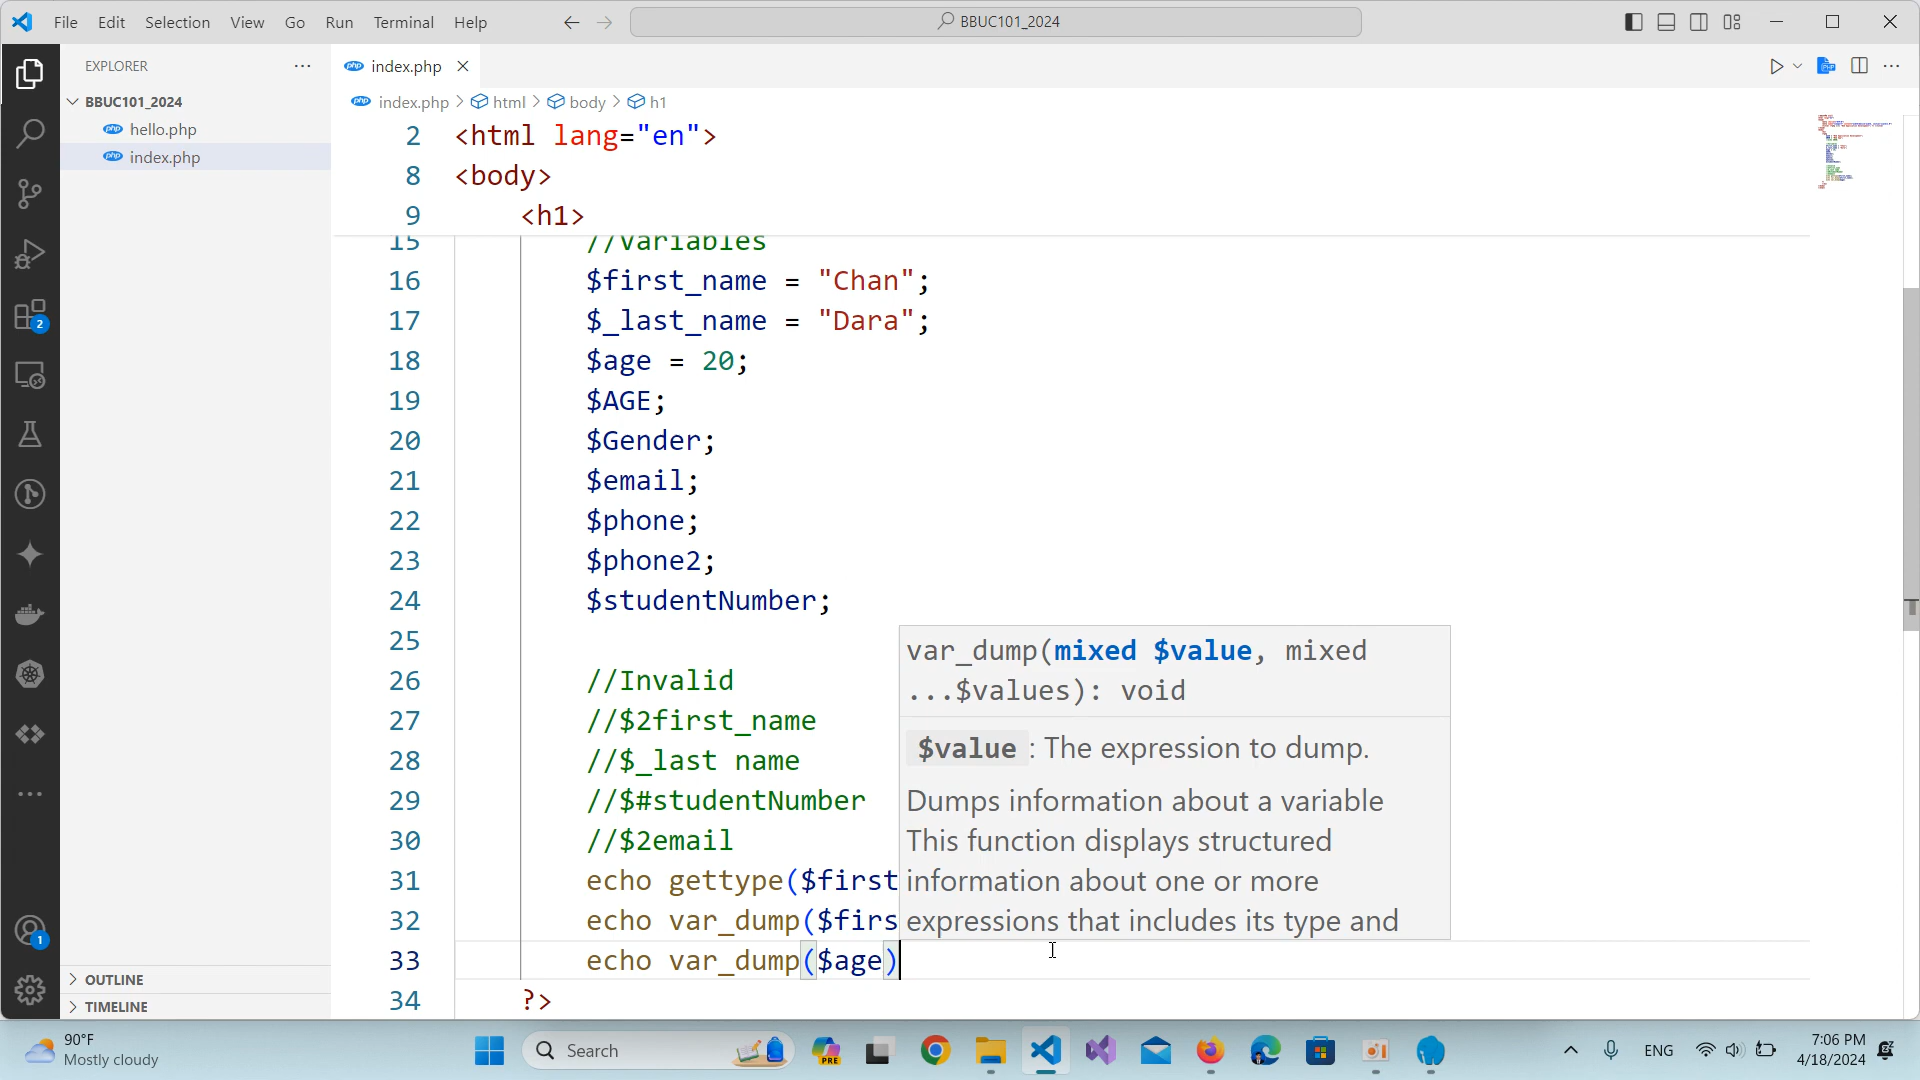 File Edit Selection View Go Run Terminal Help
BBUC101_2024
EXPLORER
BBUC101_2024
hello.php
index.php
2
1
OUTLINE
TIMELINE
index.php
index.php > html > body > h1
2 <html lang="en">
8 <body>
9 <h1>
15 //Variables
16 $first_name = "Chan";
17 $_last_name = "Dara";
18 $age = 20;
19 $AGE;
20 $Gender;
21 $email;
22 $phone;
23 $phone2;
24 $studentNumber;
25
26 //Invalid
27 //$2first_name
28 //$_last name
29 //$#studentNumber
30 //$2email
31 echo gettype($first
32 echo var_dump($firs
33 echo var_dump($age)
34 ?>
var_dump(mixed $value, mixed
...$values): void
$value: The expression to dump.
Dumps information about a variable
This function displays structured
information about one or more
expressions that includes its type and
90°F
Mostly cloudy
Search
PRE
ENG
7:06 PM
4/18/2024